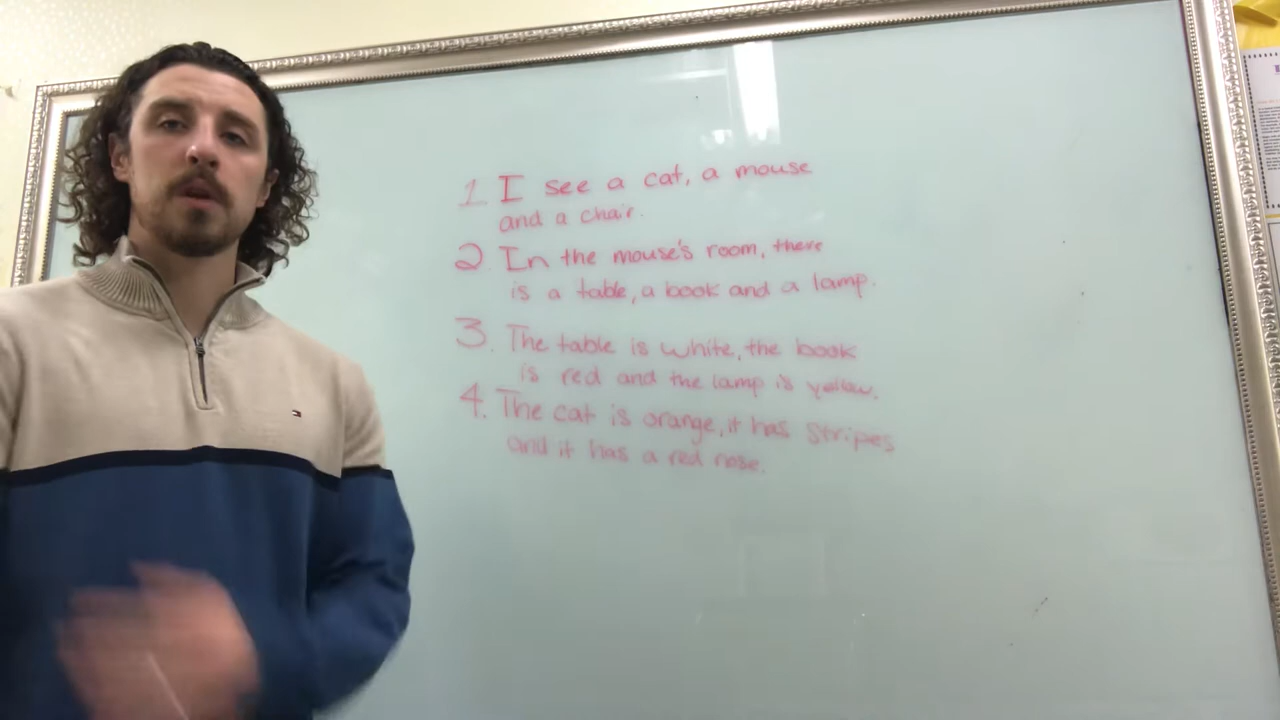 1. I see a cat, a mouse
and a chair.
2. In the mouse's room, there
is a table, a book and a lamp.
3. The table is white, the book
is red and the lamp is yellow.
4. The cat is orange, it has stripes
and it has a red nose.